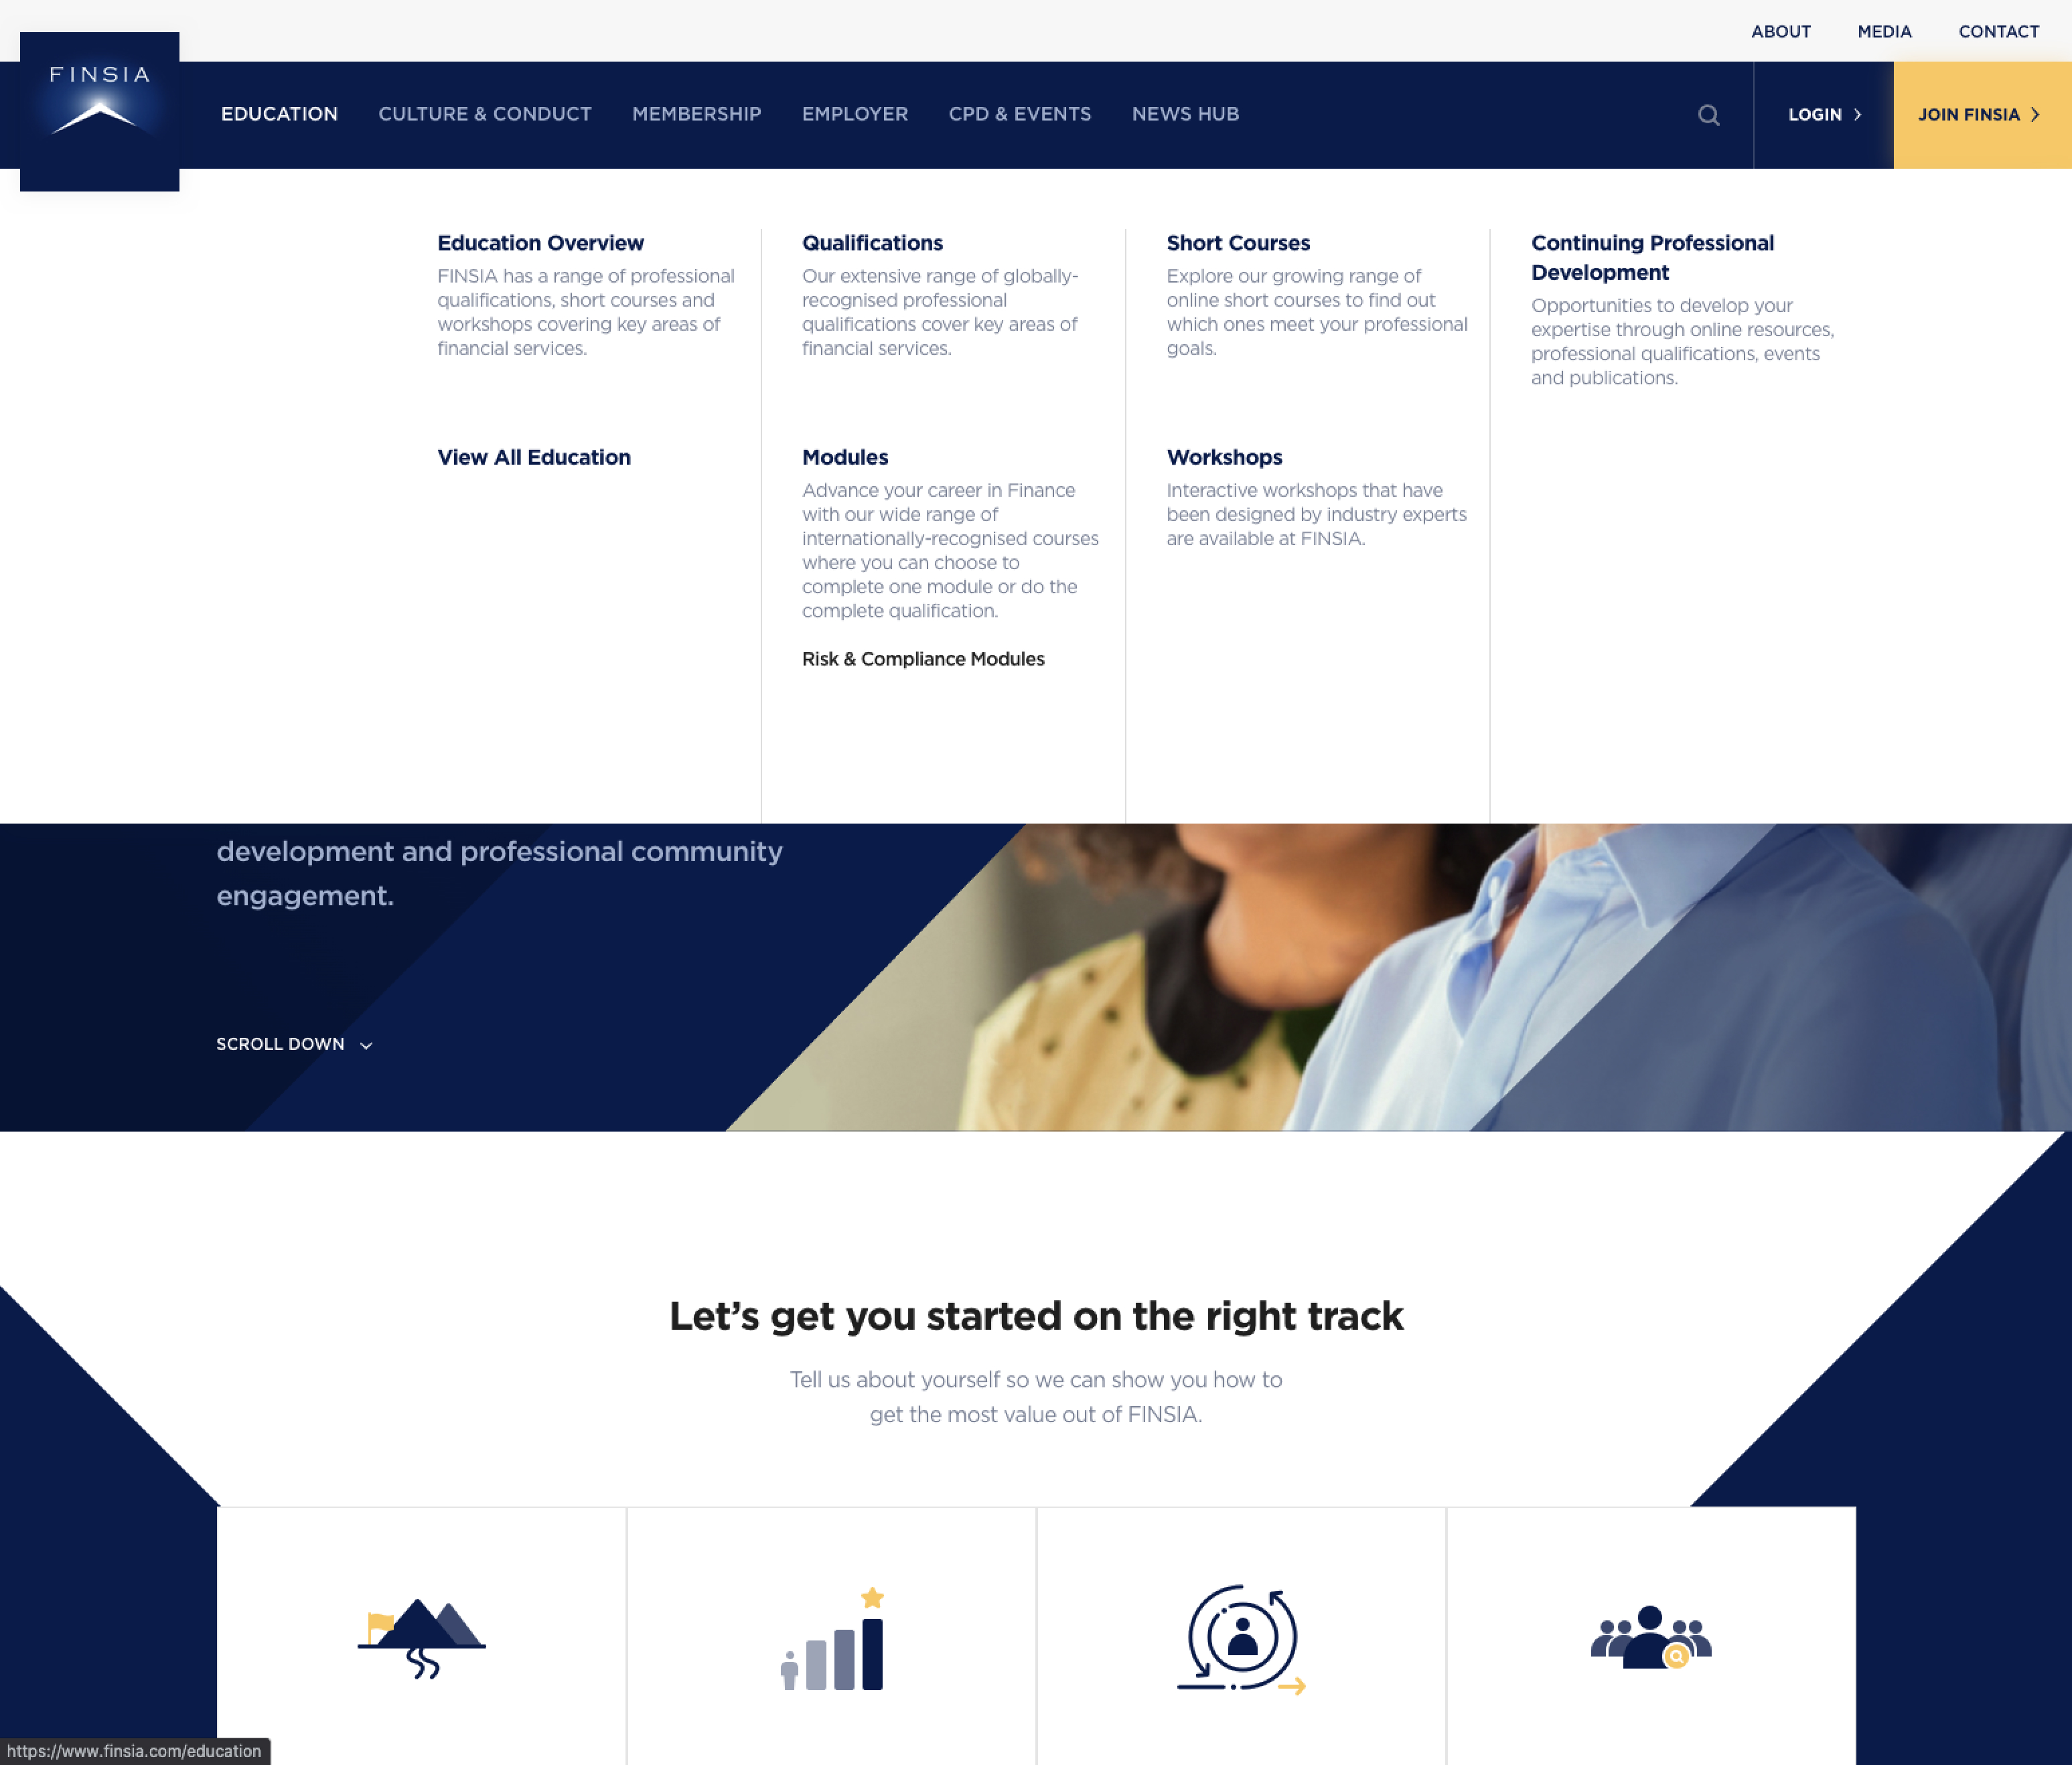 ABOUT MEDIA CONTACT
FINSIA
EDUCATION CULTURE & CONDUCT MEMBERSHIP EMPLOYER CPD & EVENTS NEWS HUB LOGIN JOIN FINSIA
Education Overview
FINSIA has a range of professional
qualifications, short courses and
workshops covering key areas of
financial services.
Qualifications
Our extensive range of globally-
recognised professional
qualifications cover key areas of
financial services.
Short Courses
Explore our growing range of
online short courses to find out
which ones meet your professional
goals.
Continuing Professional
Development
Opportunities to develop your
expertise through online resources,
professional qualifications, events
and publications.
View All Education
Modules
Advance your career in Finance
with our wide range of
internationally-recognised courses
where you can choose to
complete one module or do the
complete qualification.
Risk & Compliance Modules
Workshops
Interactive workshops that have
been designed by industry experts
are available at FINSIA.
development and professional community
engagement.
SCROLL DOWN
Let’s get you started on the right track
Tell us about yourself so we can show you how to
get the most value out of FINSIA.
https://www.finsia.com/education